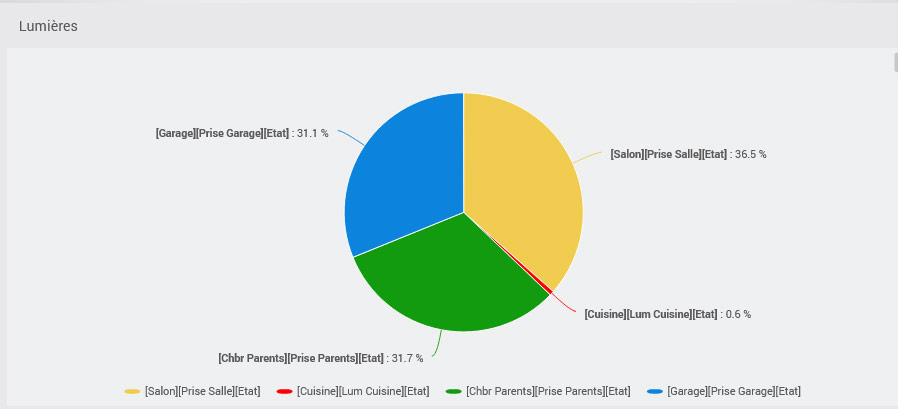 Lumières
[Garage][Prise Garage][Etat] : 31.1 %
[Salon][Prise Salle][Etat] : 36.5 %
[Cuisine][Lum Cuisine][Etat] : 0.6 %
[Chbr Parents][Prise Parents][Etat] : 31.7 %
[Salon][Prise Salle][Etat] [Cuisine][Lum Cuisine][Etat] [Chbr Parents][Prise Parents][Etat] [Garage][Prise Garage][Etat]